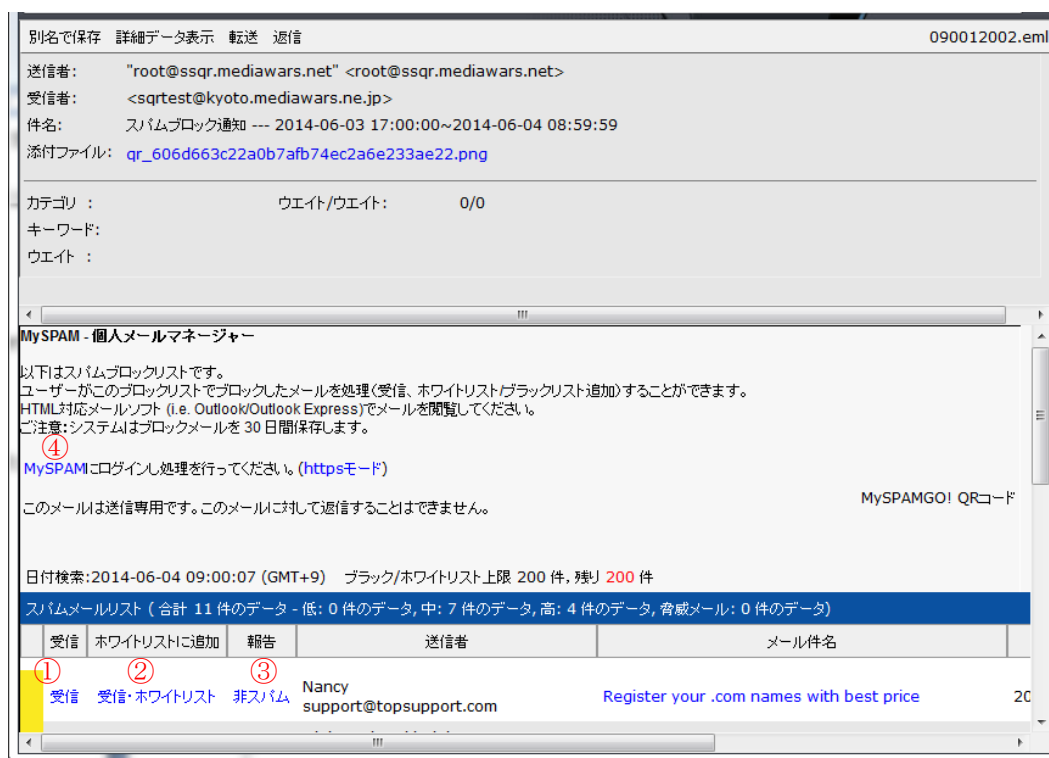 別名で保存 詳細データ表示 転送 返信 090012002.eml
送信者: "root@ssqr.mediawars.net" <root@ssqr.mediawars.net>
受信者: <sqrtest@kyoto.mediawars.ne.jp>
件名: スパムブロック通知 --- 2014-06-03 17:00:00~2014-06-04 08:59:59
添付ファイル: qr_606d663c22a0b7afb74ec2a6e233ae22.png
カテゴリ : ウエイト/ウエイト: 0/0
キーワード:
ウエイト :
MySPAM - 個人メールマネージャー
以下はスパムブロックリストです。
ユーザーがこのブロックリストでブロックしたメールを処理(受信、ホワイトリスト/ブラックリスト追加)することができます。
HTML対応メールソフト (i.e. Outlook/Outlook Express)でメールを閲覧してください。
ご注意:システムはブロックメールを 30 日間保存します。
④
MySPAMにログインし処理を行ってください。(httpsモード)
MySPAMGO! QRコード
このメールは送信専用です。このメールに対して返信することはできません。
日付検索:2014-06-04 09:00:07 (GMT+9) ブラック/ホワイトリスト上限 200 件, 残り 200 件
スパムメールリスト ( 合計 11 件のデータ - 低: 0 件のデータ, 中: 7 件のデータ, 高: 4 件のデータ, 脅威メール: 0 件のデータ)
受信 ホワイトリストに追加 報告 送信者 メール件名
① ② ③
受信 受信・ホワイトリスト 非スパム Nancy support@topsupport.com Register your .com names with best price 20